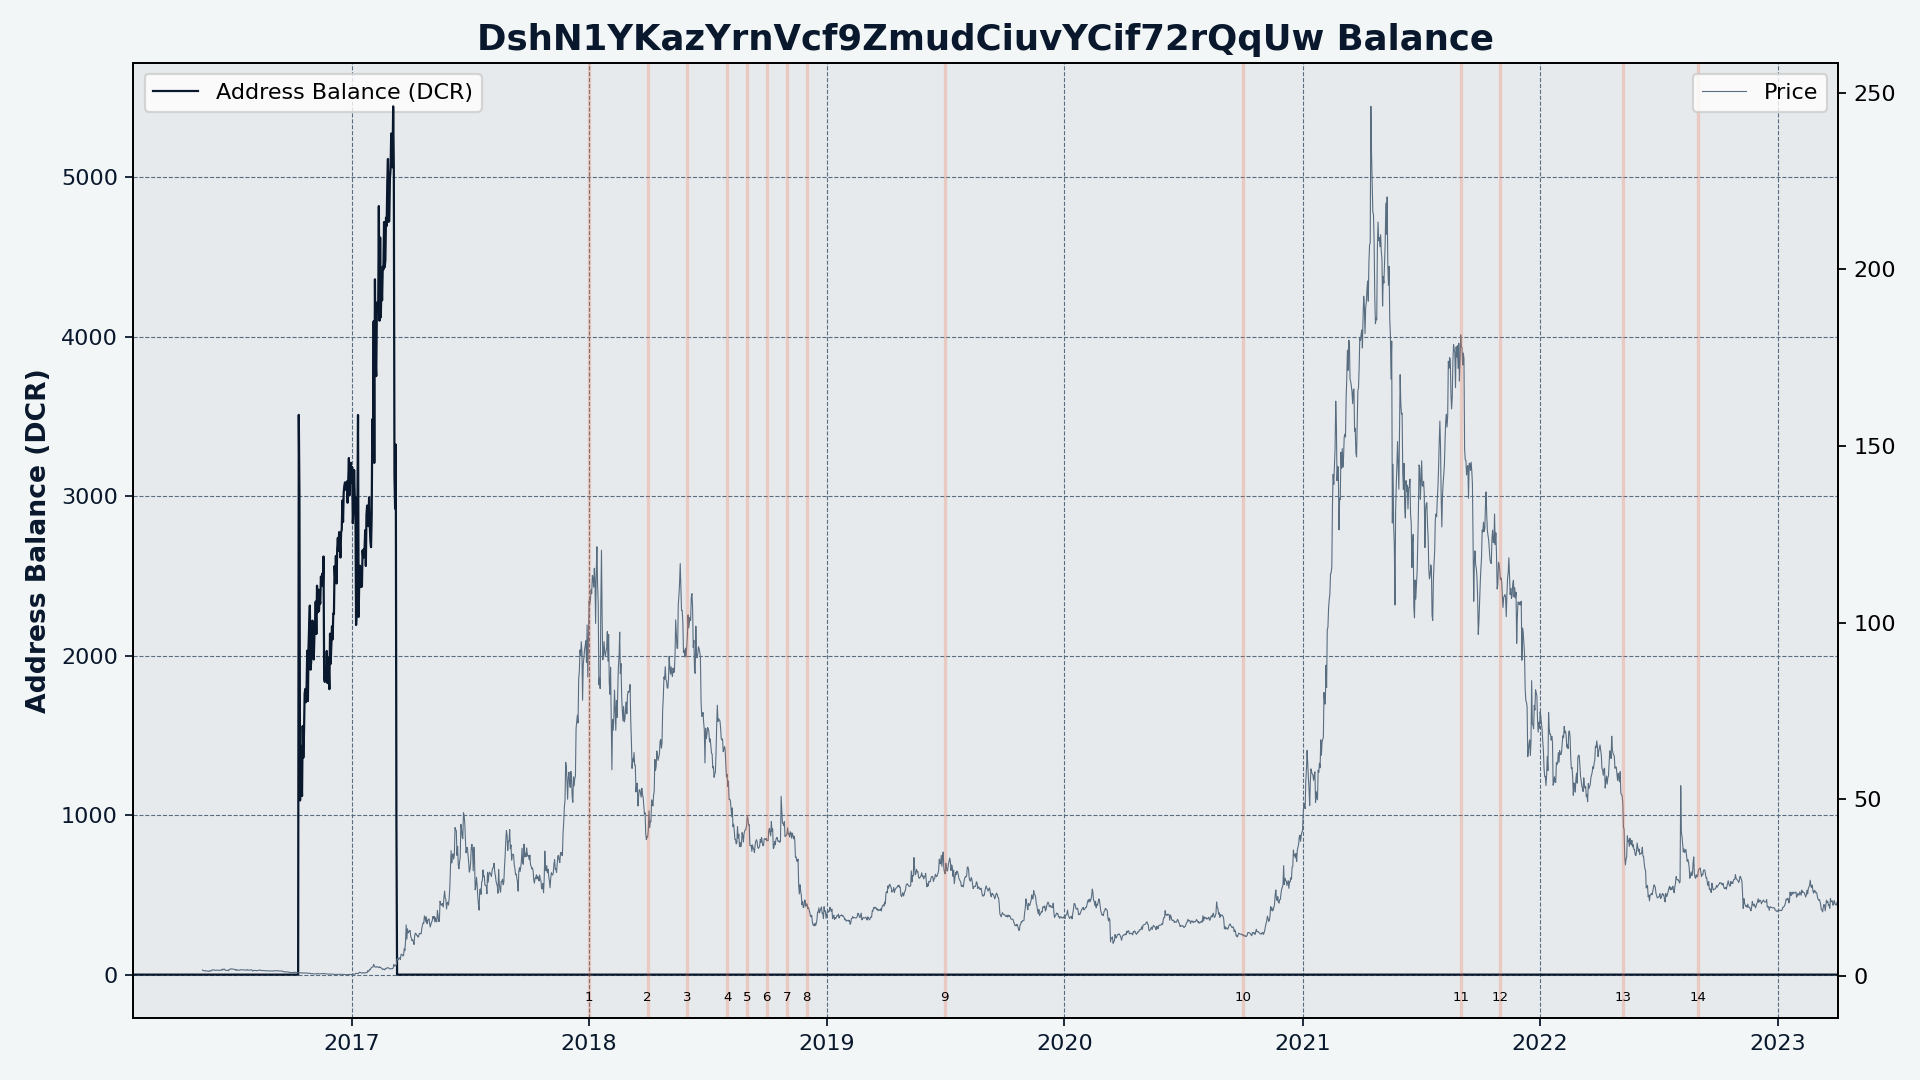 DshN1YKazYrnVcf9ZmudCiuvYCif72rQqUw Balance
Address Balance (DCR)
Price
Address Balance (DCR)
5000
4000
3000
2000
1000
0
250
200
150
100
50
0
1 2 3 4 5 6 7 8 9 10 11 12 13 14
2017 2018 2019 2020 2021 2022 2023